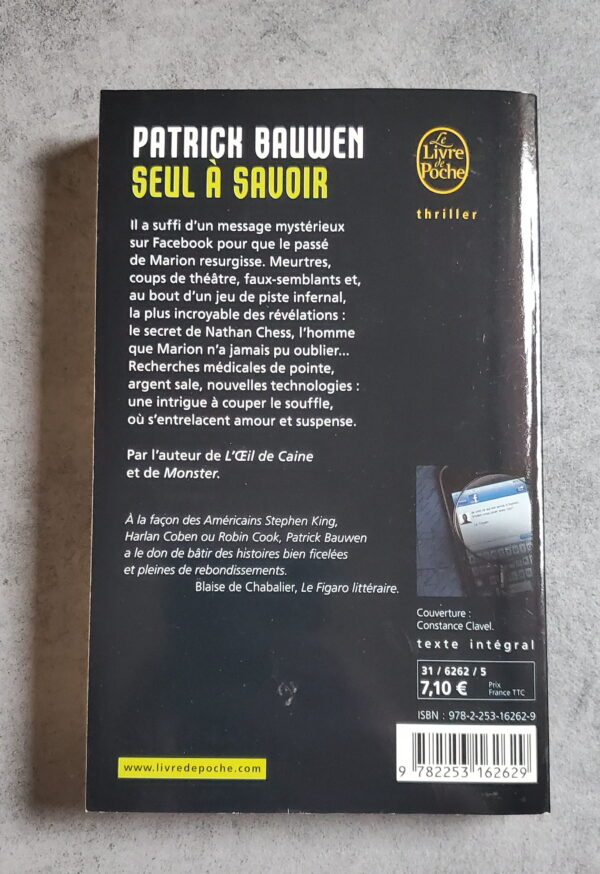 PATRICK BAUWEN
SEUL À SAVOIR
Le
Livre
de
Poche
thriller
Il a suffi d'un message mystérieux
sur Facebook pour que le passé
de Marion resurgisse. Meurtres,
coups de théâtre, faux-semblants et,
au bout d'un jeu de piste infernal,
la plus incroyable des révélations :
le secret de Nathan Chess, l'homme
que Marion n'a jamais pu oublier...
Recherches médicales de pointe,
argent sale, nouvelles technologies :
une intrigue à couper le souffle,
où s'entrelacent amour et suspense.
Par l'auteur de L'Œil de Caine
et de Monster.
À la façon des Américains Stephen King,
Harlan Coben ou Robin Cook, Patrick Bauwen
a le don de bâtir des histoires bien ficelées
et pleines de rebondissements.
Blaise de Chabalier, Le Figaro littéraire.
Couverture :
Constance Clavel.
texte intégral
31 / 6262 / 5
7,10 € Prix
France TTC
ISBN : 978-2-253-16262-9
9 782253 162629
www.livredepoche.com